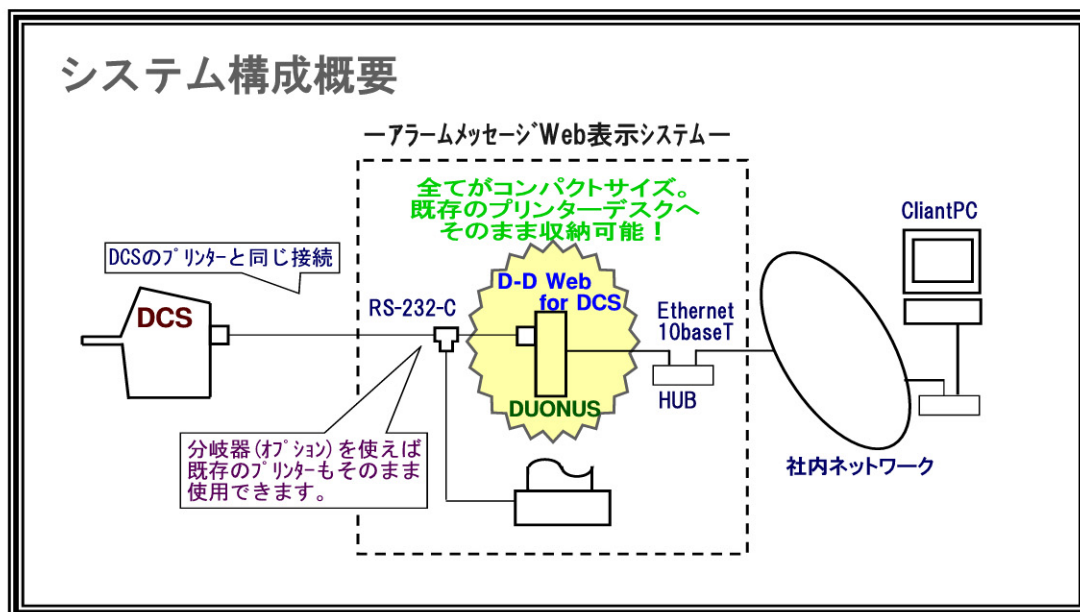 システム構成概要
ーアラームメッセージWeb表示システムー
全てがコンパクトサイズ。
既存のプリンターデスクへ
そのまま収納可能！
CliantPC
DCSのプリンターと同じ接続
DCS
RS-232-C
D-D Web
for DCS
Ethernet
10baseT
DUONUS
HUB
分岐器(オプション)を使えば
既存のプリンターもそのまま
使用できます。
社内ネットワーク